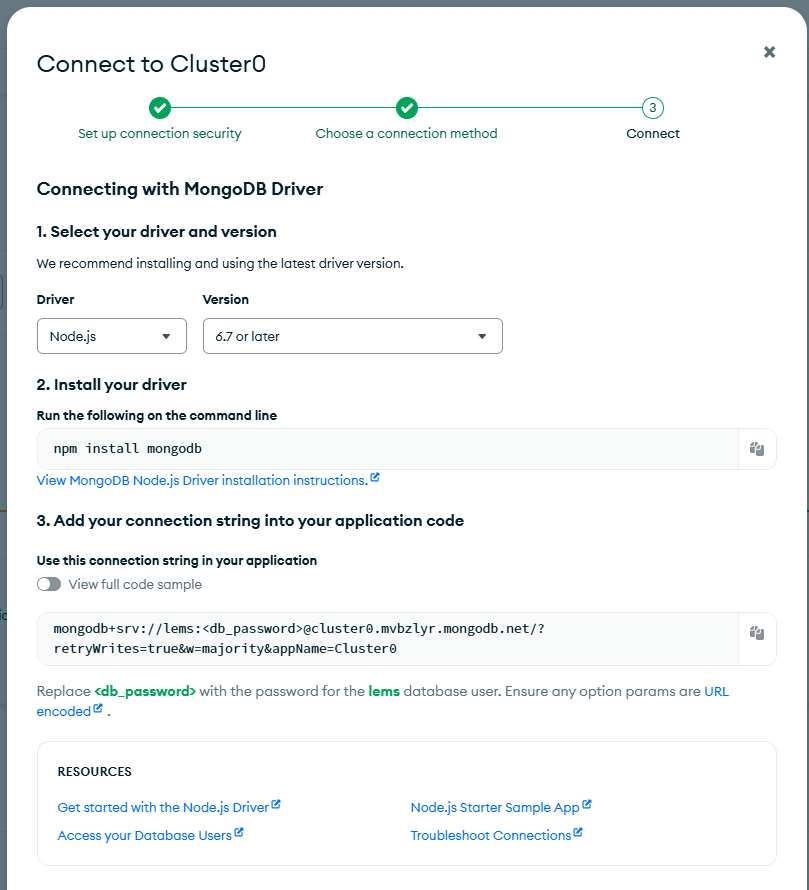 Connect to Cluster0
Set up connection security
Choose a connection method
3
Connect
Connecting with MongoDB Driver
1. Select your driver and version
We recommend installing and using the latest driver version.
Driver
Version
Node.js
6.7 or later
2. Install your driver
Run the following on the command line
npm install mongodb
View MongoDB Node.js Driver installation instructions.
3. Add your connection string into your application code
Use this connection string in your application
View full code sample
mongodb+srv://lems:<db_password>@cluster0.mvbzlyr.mongodb.net/?
retryWrites=true&w=majority&appName=Cluster0
Replace <db_password> with the password for the lems database user. Ensure any option params are URL
encoded .
RESOURCES
Get started with the Node.js Driver
Node.js Starter Sample App
Access your Database Users
Troubleshoot Connections